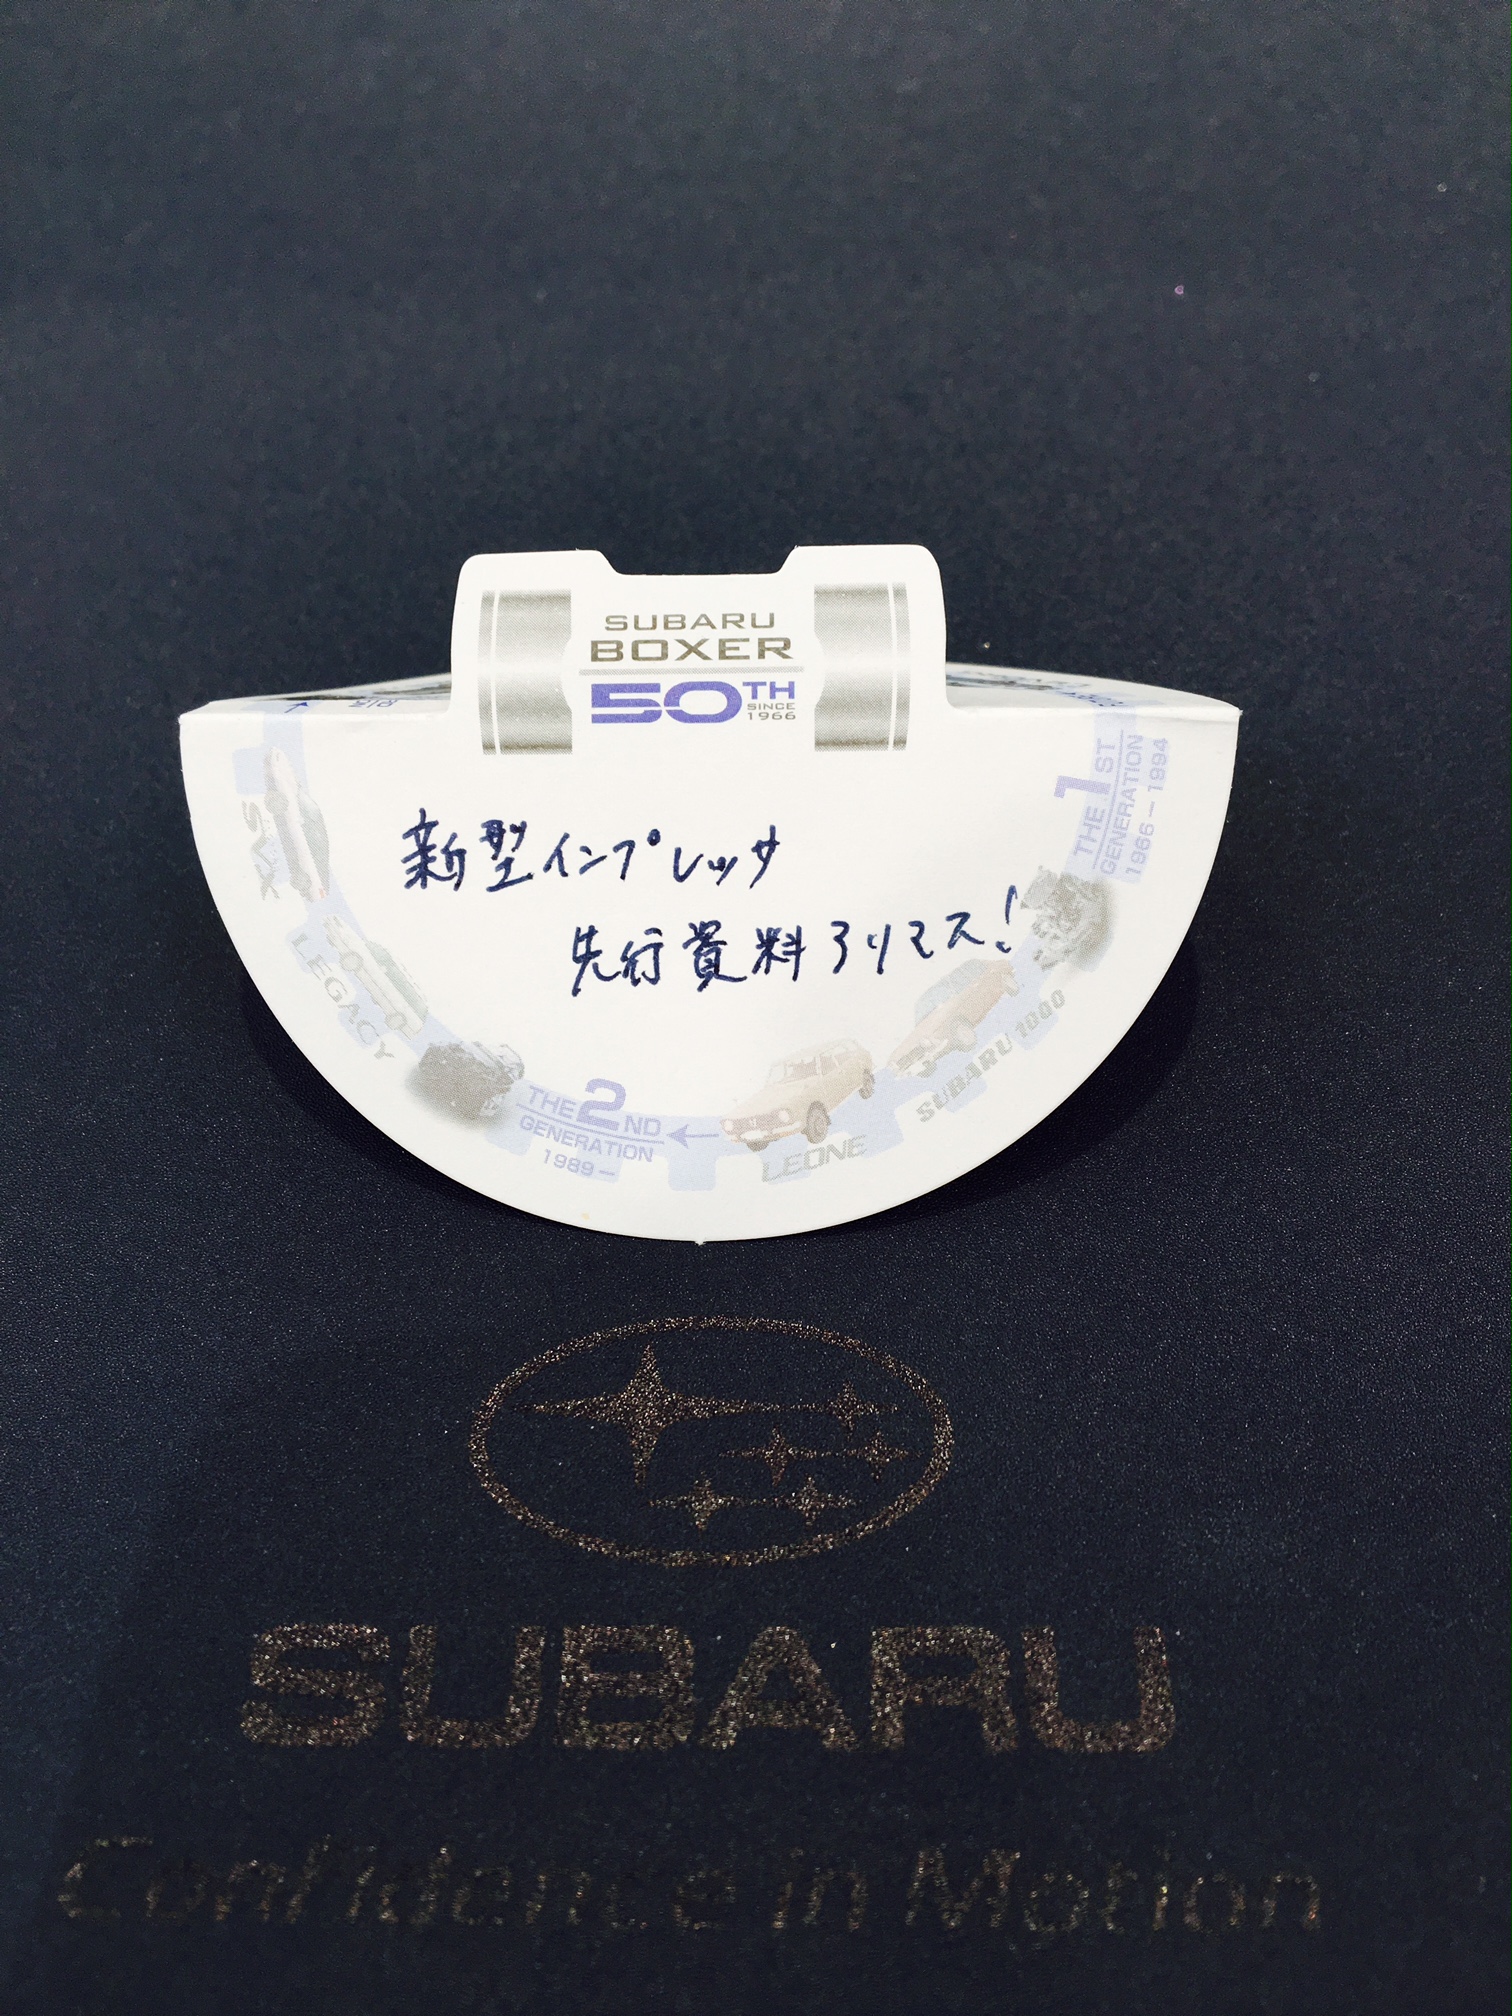 SUBARU
BOXER
50TH
SINCE
1966
新型インプレッサ
先行資料アリマス!
THE 1ST
GENERATION
1966-1994
SUBARU 1000
LEONE
THE 2ND
GENERATION
1989-
LEGACY
SVX
SUBARU
Confidence in Motion